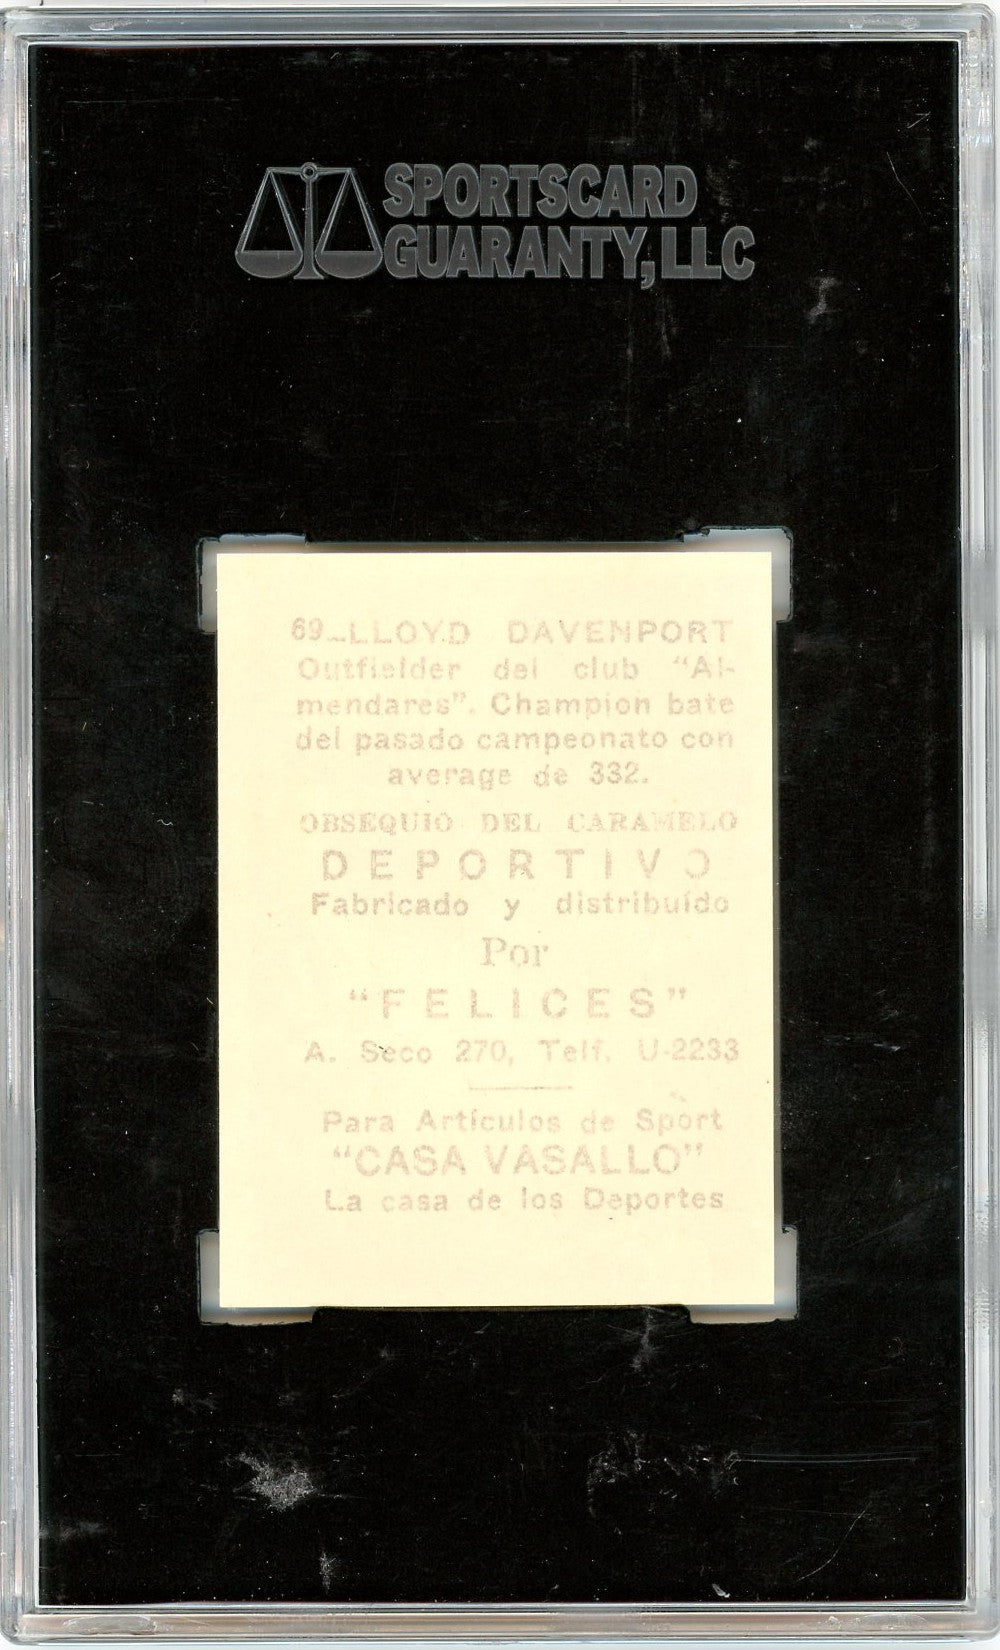 SPORTSCARD
GUARANTY, LLC
69-LLOYD DAVENPORT
Outfielder del club "Al-
mendares". Champion bate
del pasado campeonato con
average de 332.
OBSEQUIO DEL CARAMELO
DEPORTIVO
Fabricado y distribuído
Por
"FELICES"
A. Seco 270, Telf. U-2233
Para Artículos de Sport
"CASA VASALLO"
La casa de los Deportes